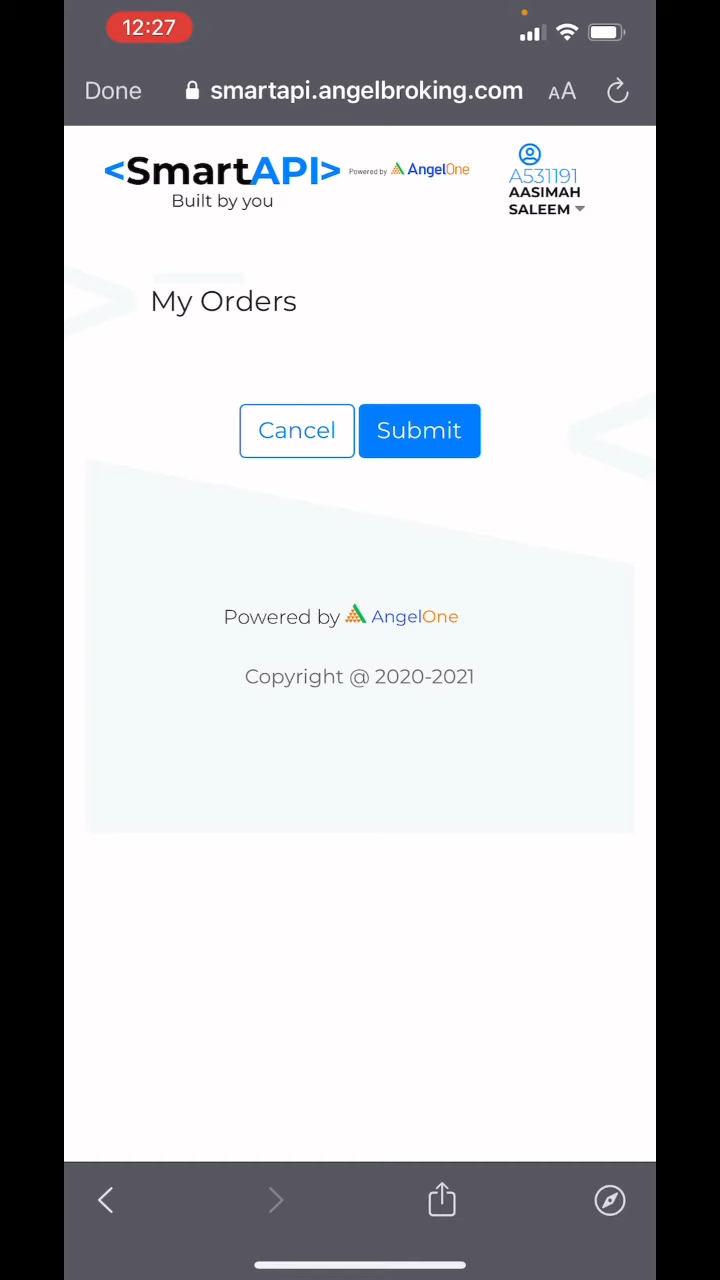 12:27
Done smartapi.angelbroking.com AA
<SmartAPI> Powered by AngelOne
Built by you
A531191
AASIMAH
SALEEM
My Orders
Cancel Submit
Powered by AngelOne
Copyright @ 2020-2021